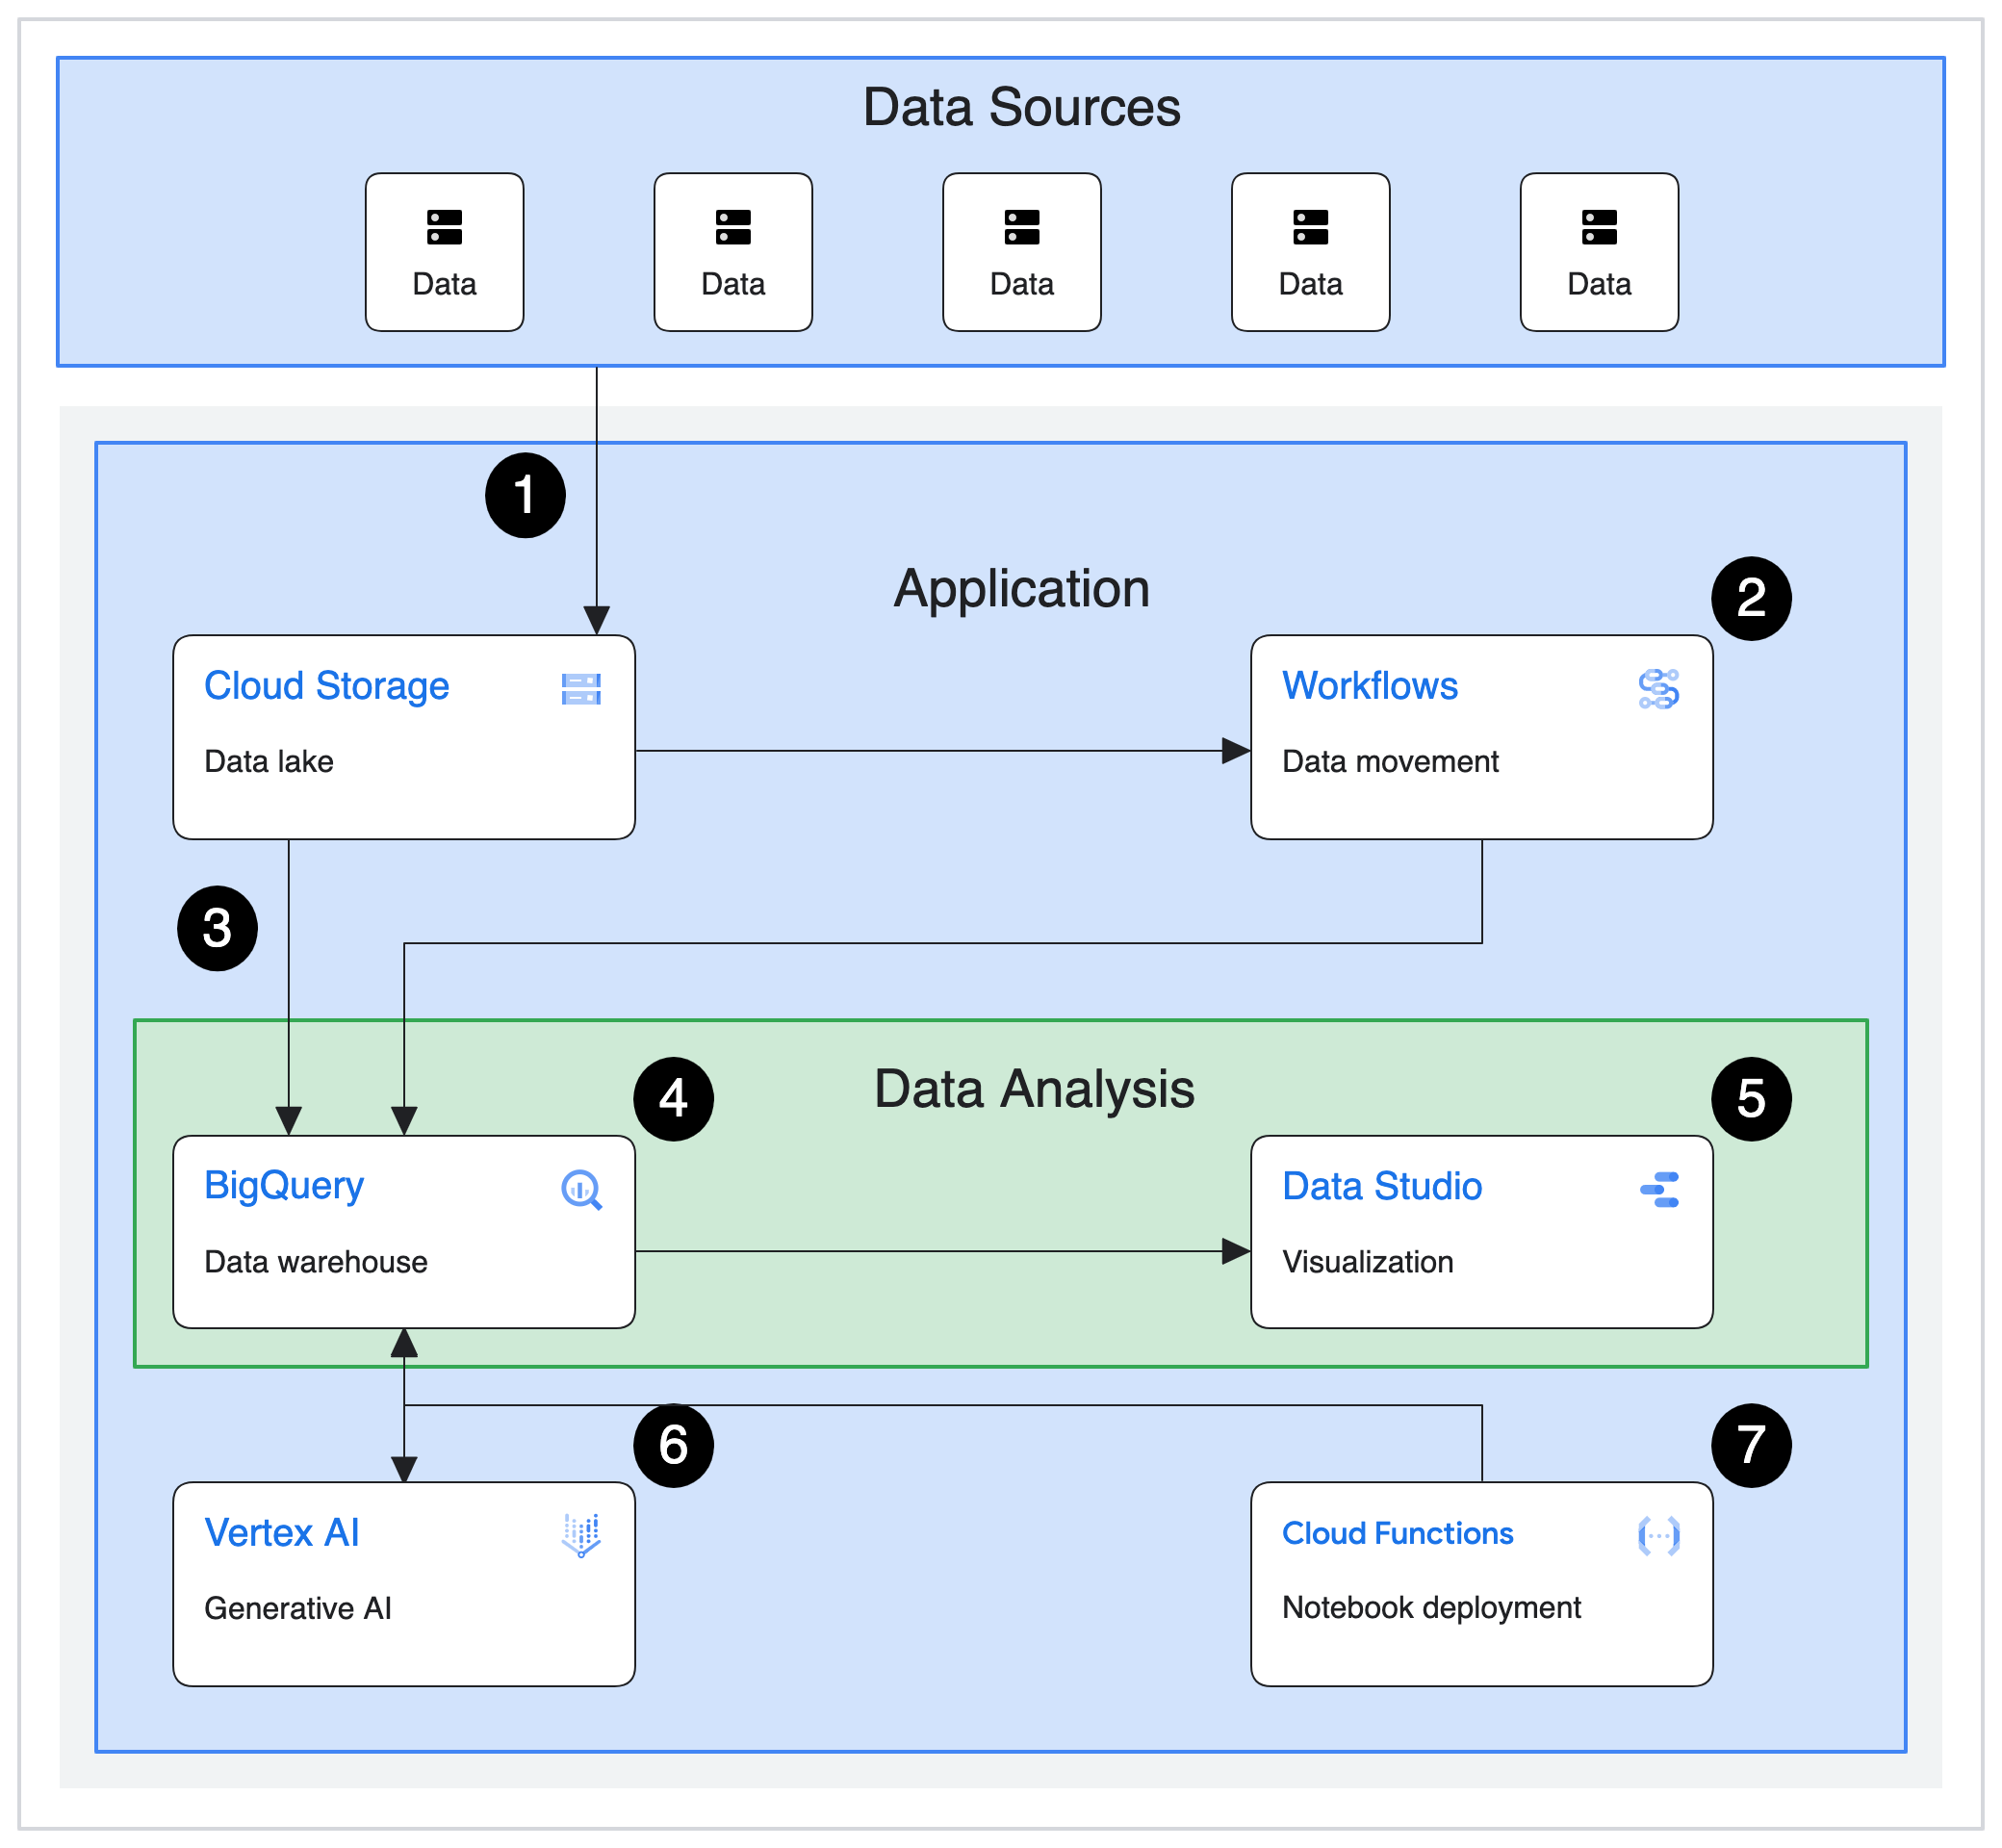 Data Sources
Data
Data
Data
Data
Data
1
Application
2
Cloud Storage
Data lake
Workflows
Data movement
3
4
Data Analysis
5
BigQuery
Data warehouse
Data Studio
Visualization
6
7
Vertex AI
Generative AI
Cloud Functions
Notebook deployment